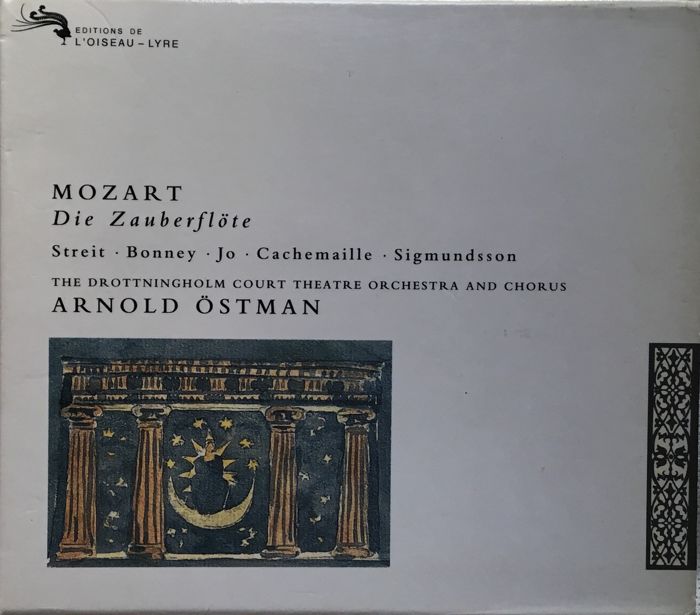 EDITIONS DE
L'OISEAU-LYRE
MOZART
Die Zauberflöte
Streit · Bonney · Jo · Cachemaille · Sigmundsson
THE DROTTNINGHOLM COURT THEATRE ORCHESTRA AND CHORUS
ARNOLD ÖSTMAN